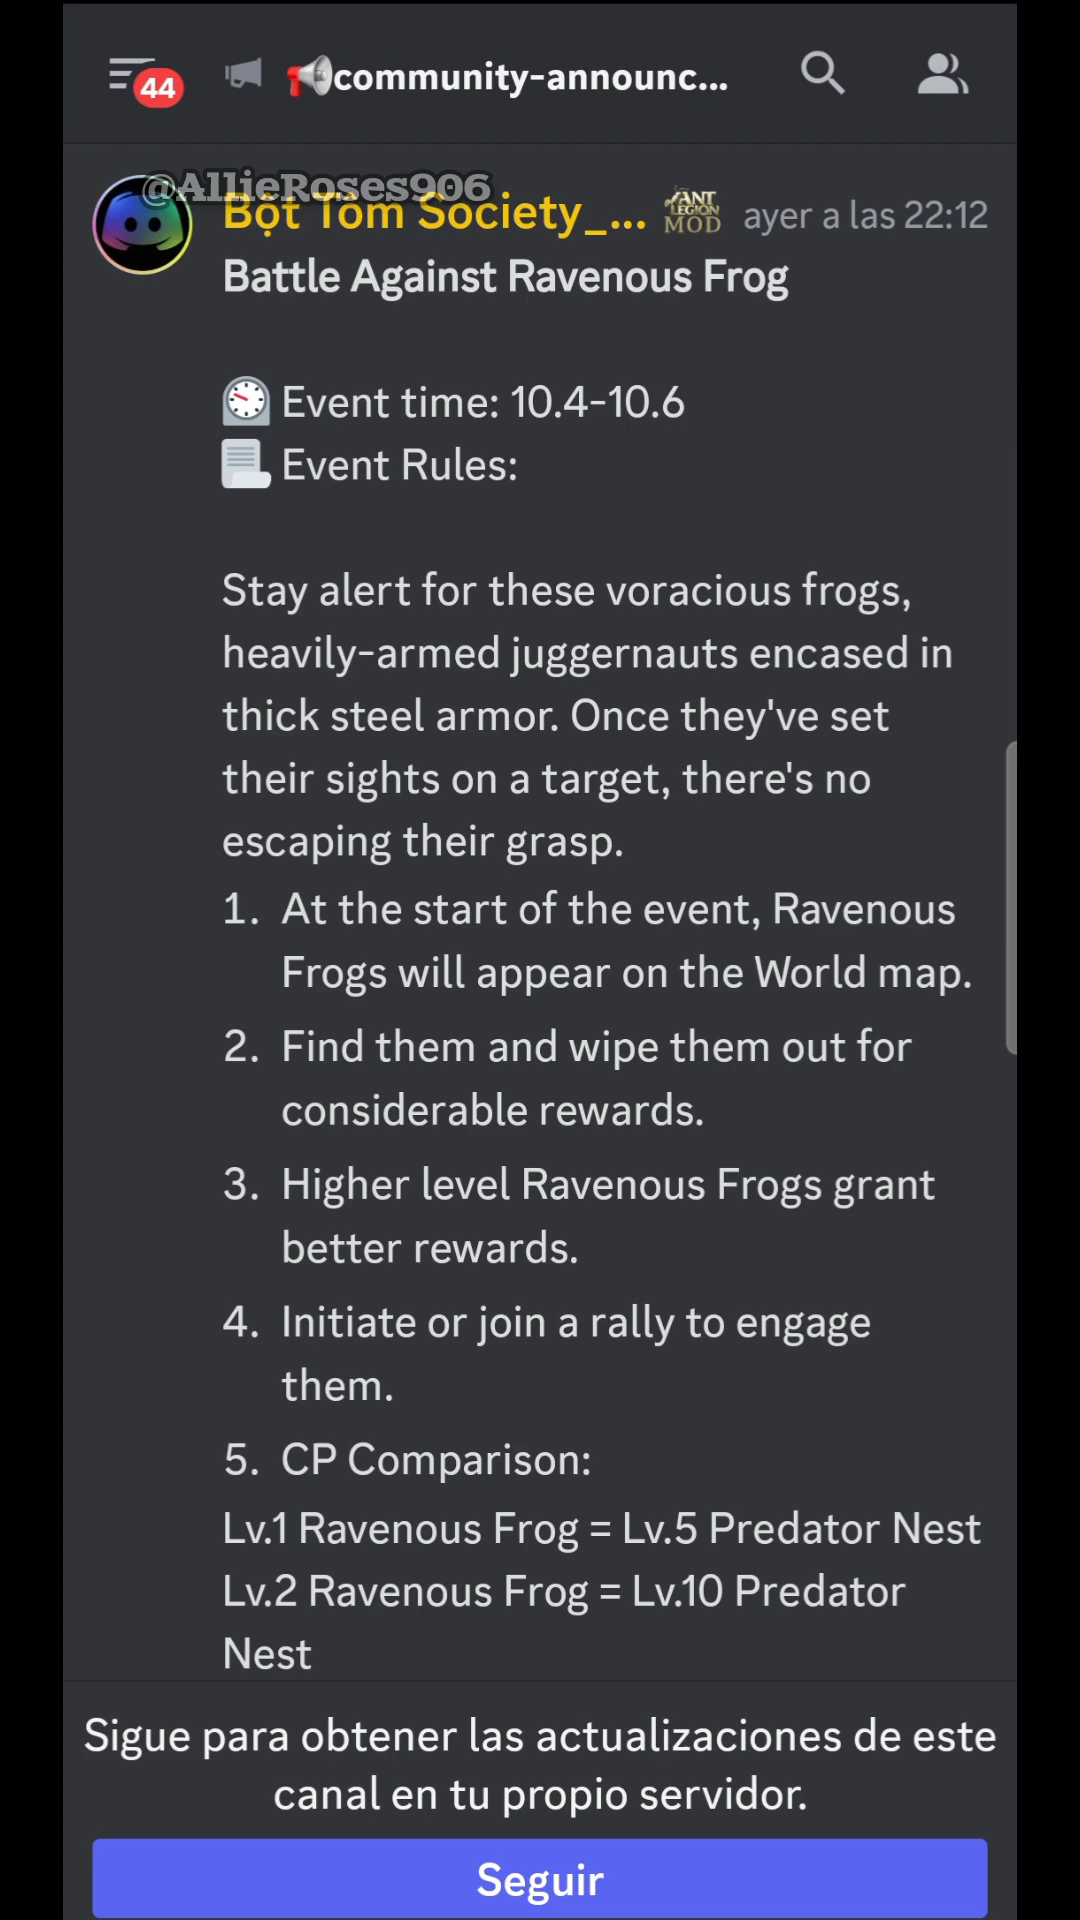 44
community-announc...
@AllieRoses906
Bột Tôm Society_...
ANT
LEGION
MOD
ayer a las 22:12
Battle Against Ravenous Frog
Event time: 10.4-10.6
Event Rules:
Stay alert for these voracious frogs,
heavily-armed juggernauts encased in
thick steel armor. Once they've set
their sights on a target, there's no
escaping their grasp.
1. At the start of the event, Ravenous
Frogs will appear on the World map.
2. Find them and wipe them out for
considerable rewards.
3. Higher level Ravenous Frogs grant
better rewards.
4. Initiate or join a rally to engage
them.
5. CP Comparison:
Lv.1 Ravenous Frog = Lv.5 Predator Nest
Lv.2 Ravenous Frog = Lv.10 Predator
Nest
Sigue para obtener las actualizaciones de este
canal en tu propio servidor.
Seguir